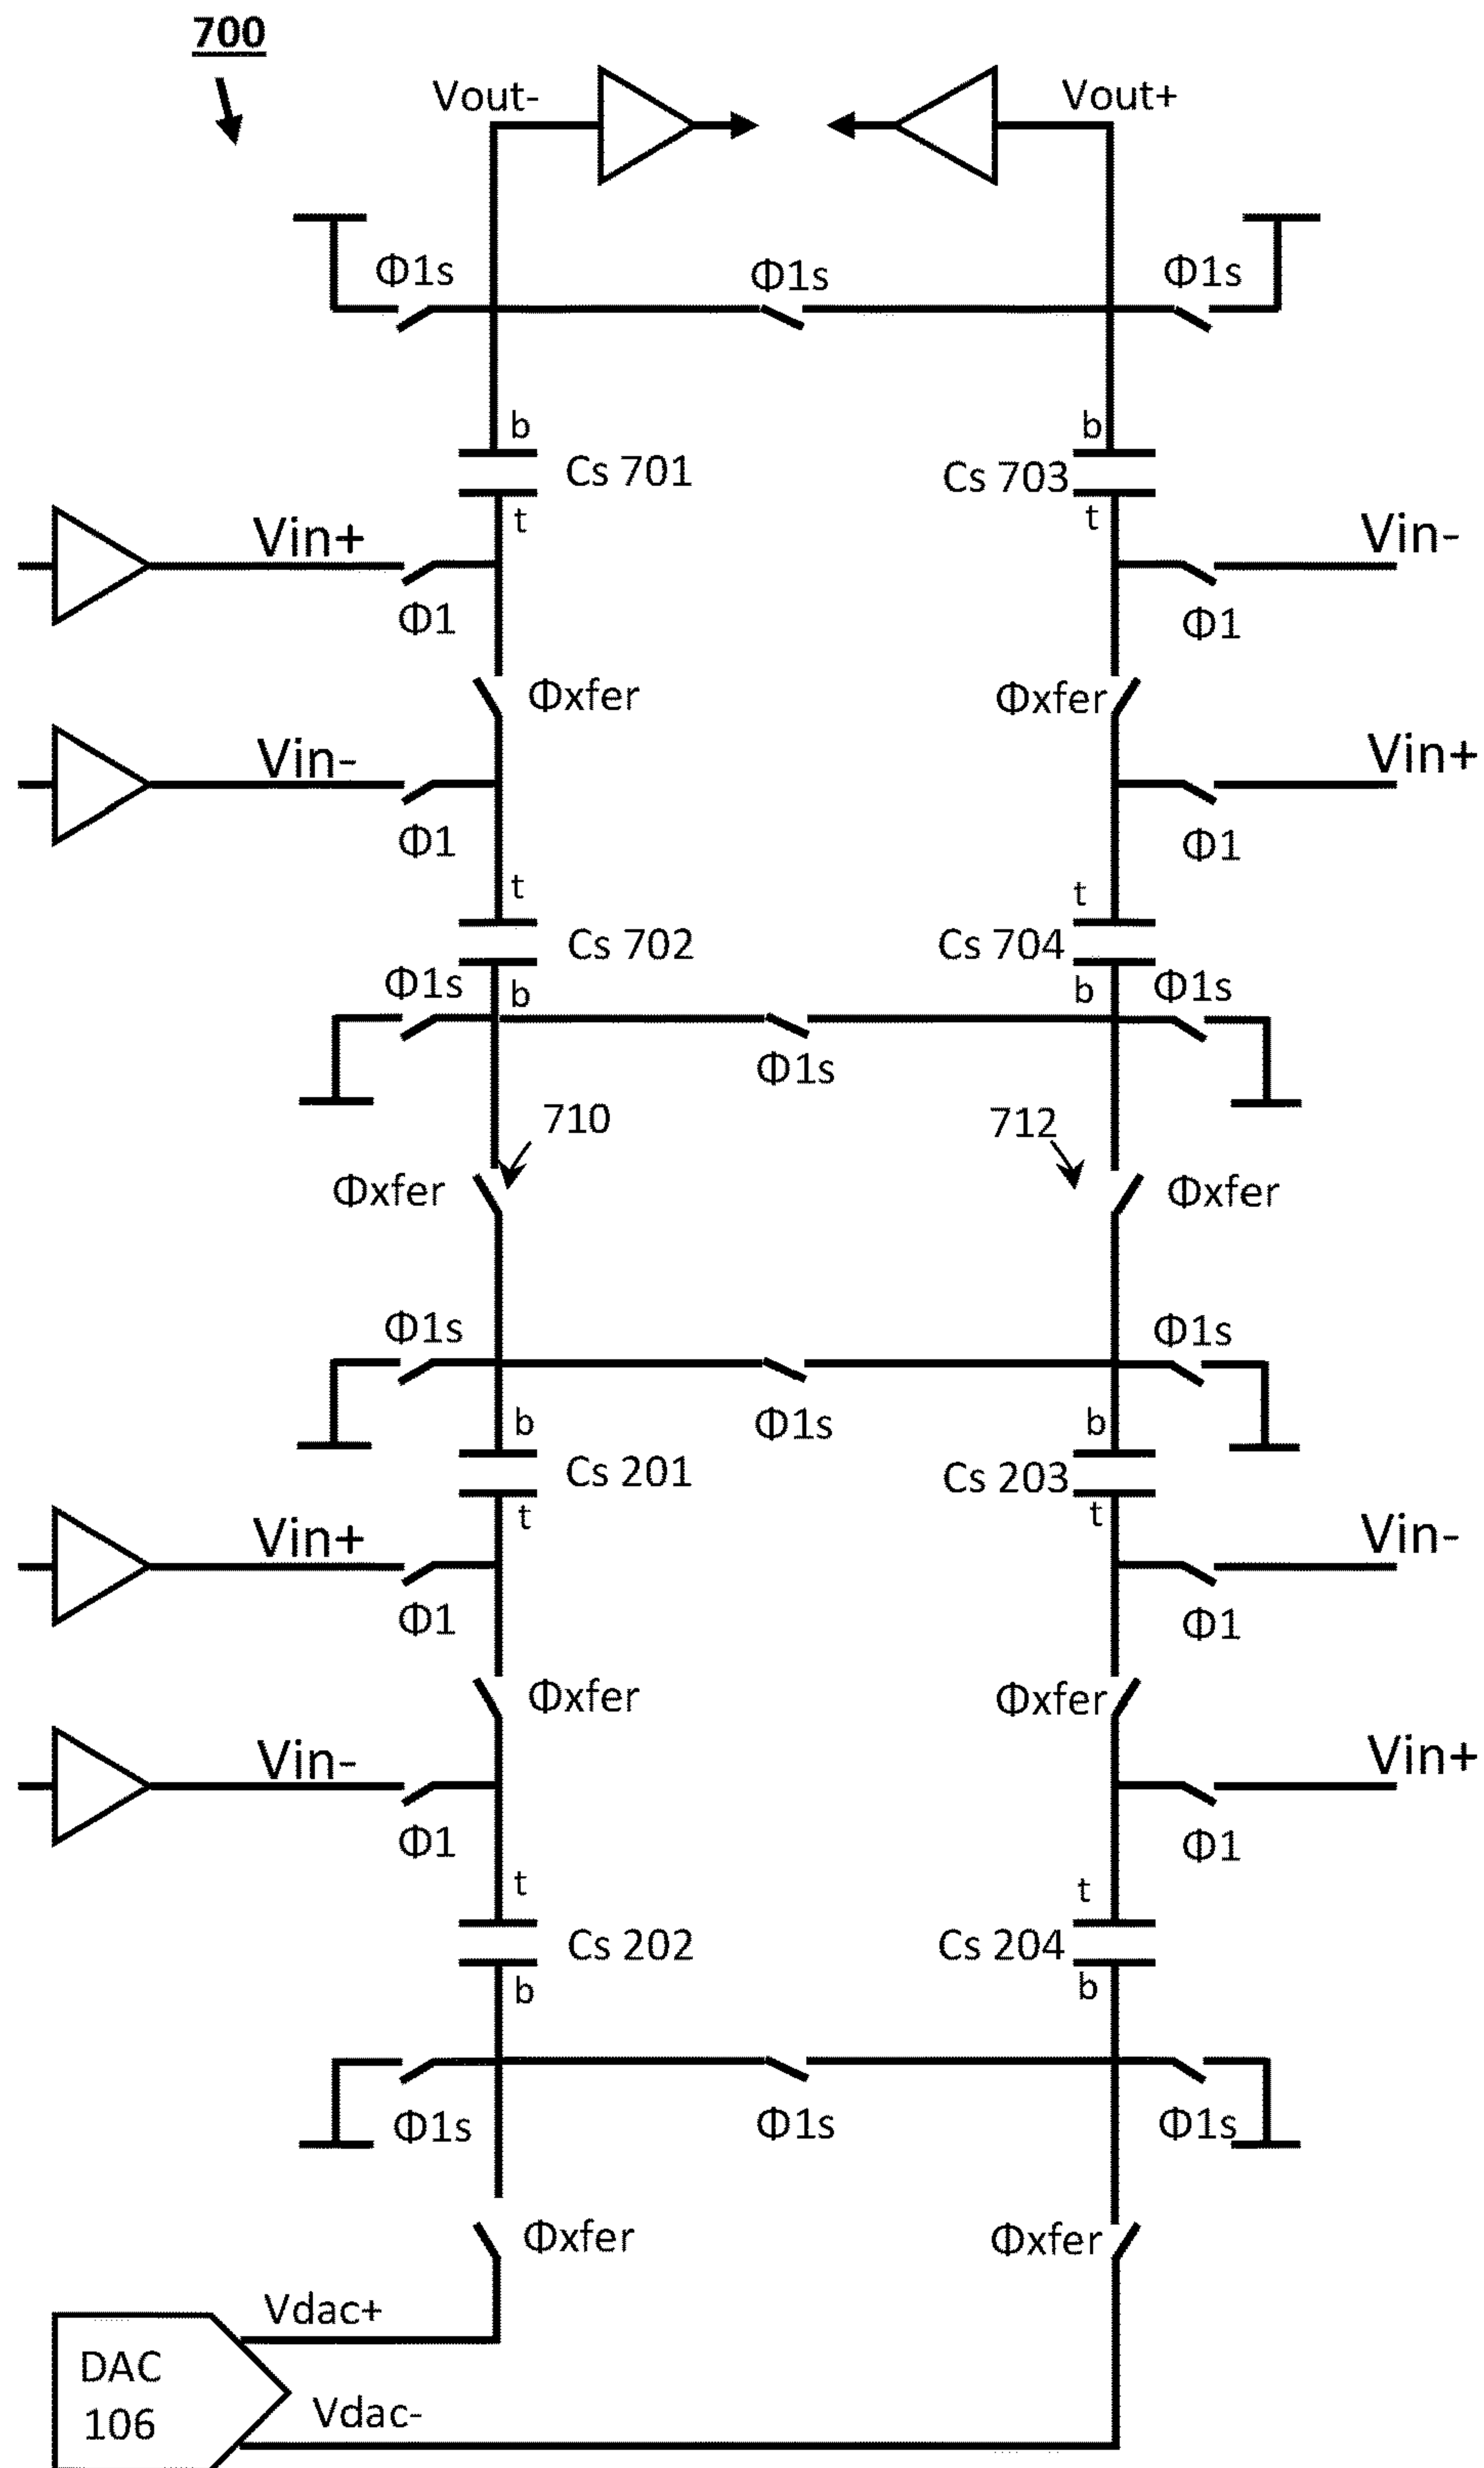 700
Vout-
Vout+
Φ1s
Φ1s
Φ1s
b
b
Cs 701
Cs 703
t
t
Vin+
Vin-
Φ1
Φ1
Φxfer
Φxfer
Vin-
Vin+
Φ1
Φ1
t
t
Cs 702
Cs 704
Φ1s
b
b
Φ1s
Φ1s
710
712
Φxfer
Φxfer
Φ1s
Φ1s
Φ1s
b
b
Cs 201
Cs 203
t
t
Vin+
Vin-
Φ1
Φ1
Φxfer
Φxfer
Vin-
Vin+
Φ1
Φ1
t
t
Cs 202
Cs 204
b
b
Φ1s
Φ1s
Φ1s
Φxfer
Φxfer
Vdac+
DAC
106
Vdac-